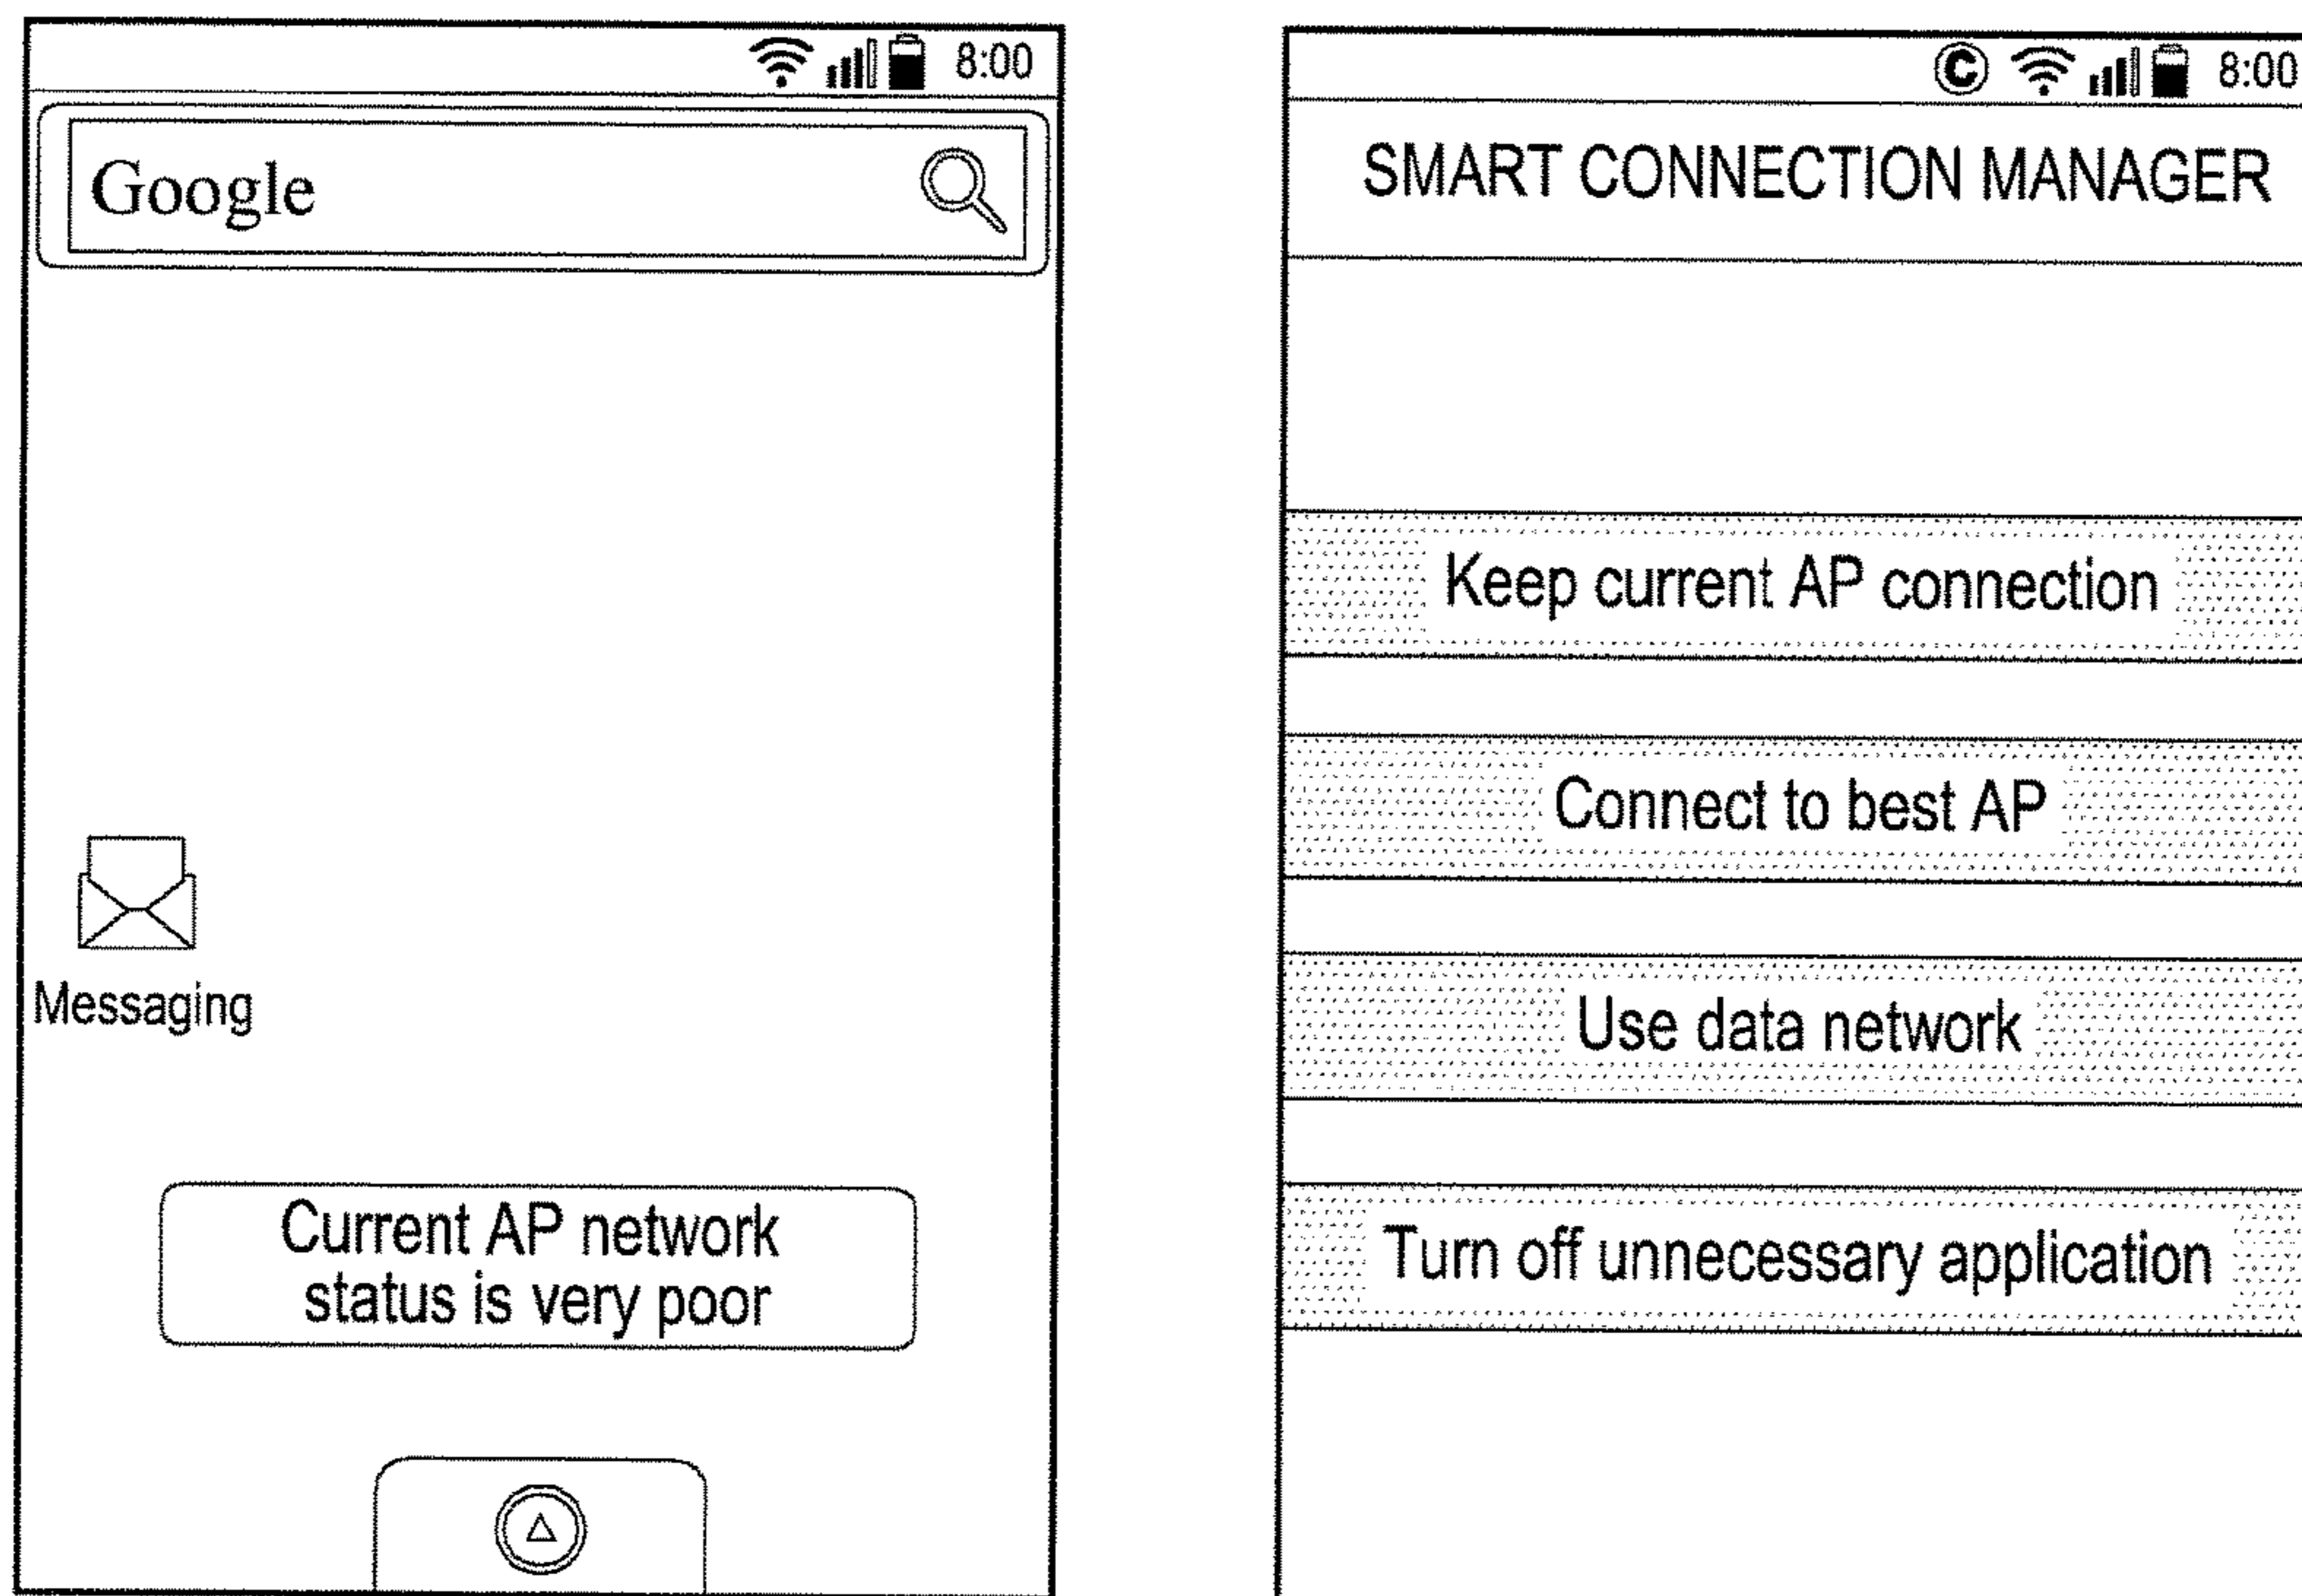 8:00
Google
Messaging
Current AP network
status is very poor
© 8:00
SMART CONNECTION MANAGER
Keep current AP connection
Connect to best AP
Use data network
Turn off unnecessary application